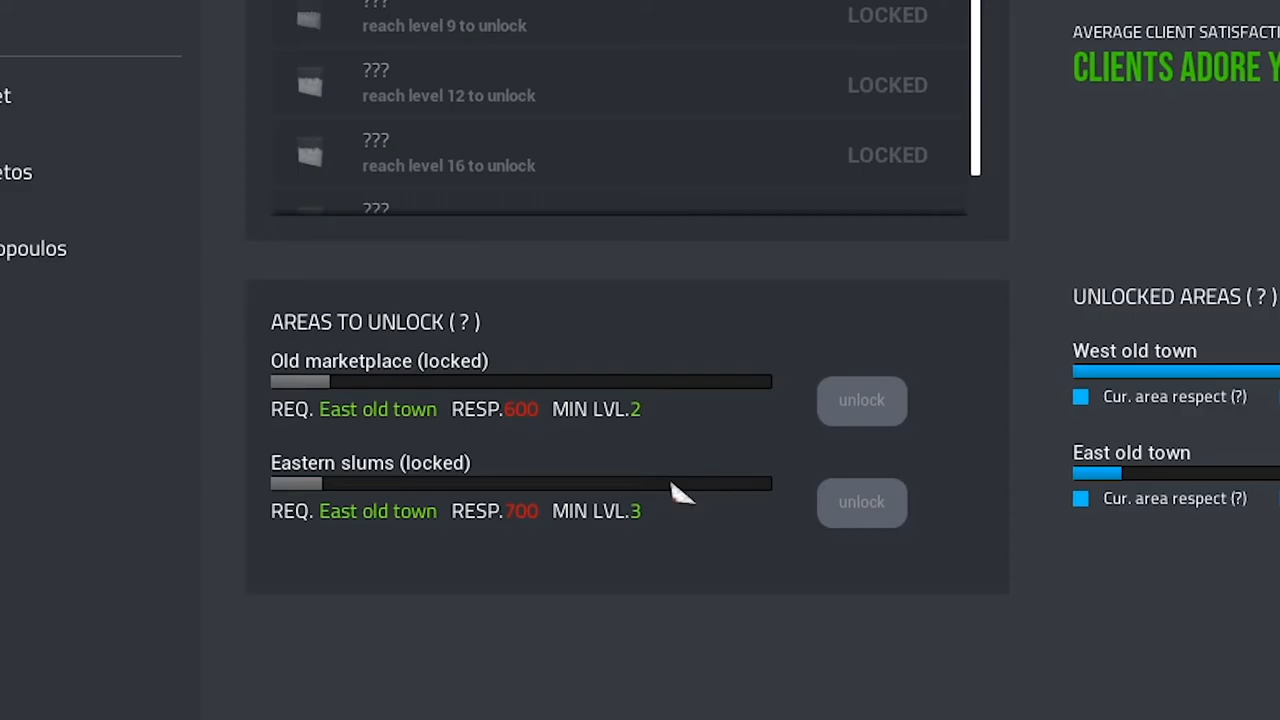 ???
reach level 9 to unlock
LOCKED
???
reach level 12 to unlock
LOCKED
???
reach level 16 to unlock
LOCKED
???
et
etos
opoulos
AREAS TO UNLOCK ( ? )
Old marketplace (locked)
REQ. East old town RESP.600 MIN LVL.2
unlock
Eastern slums (locked)
REQ. East old town RESP.700 MIN LVL.3
unlock
AVERAGE CLIENT SATISFACTI
CLIENTS ADORE Y
UNLOCKED AREAS ( ? )
West old town
Cur. area respect (?)
East old town
Cur. area respect (?)